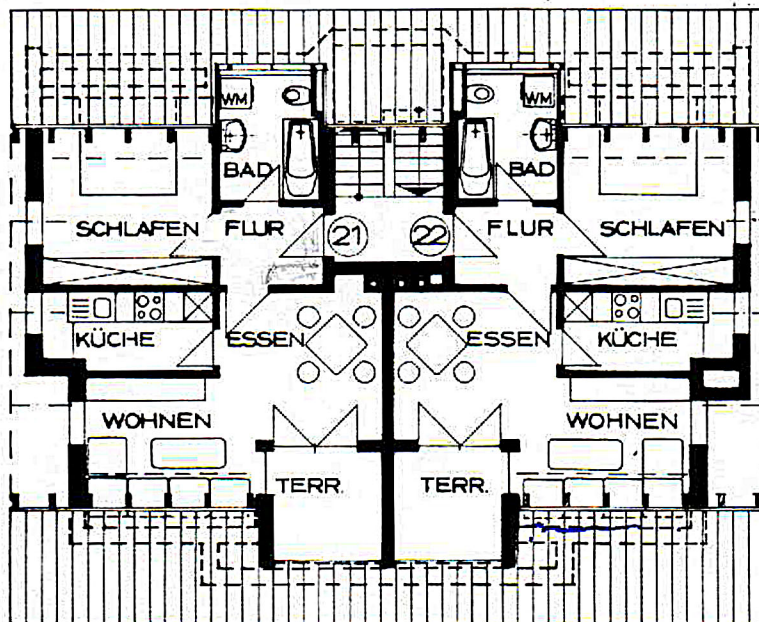 WM WM
BAD BAD
SCHLAFEN FLUR 21 22 FLUR SCHLAFEN
KÜCHE ESSEN ESSEN KÜCHE
WOHNEN WOHNEN
TERR. TERR.